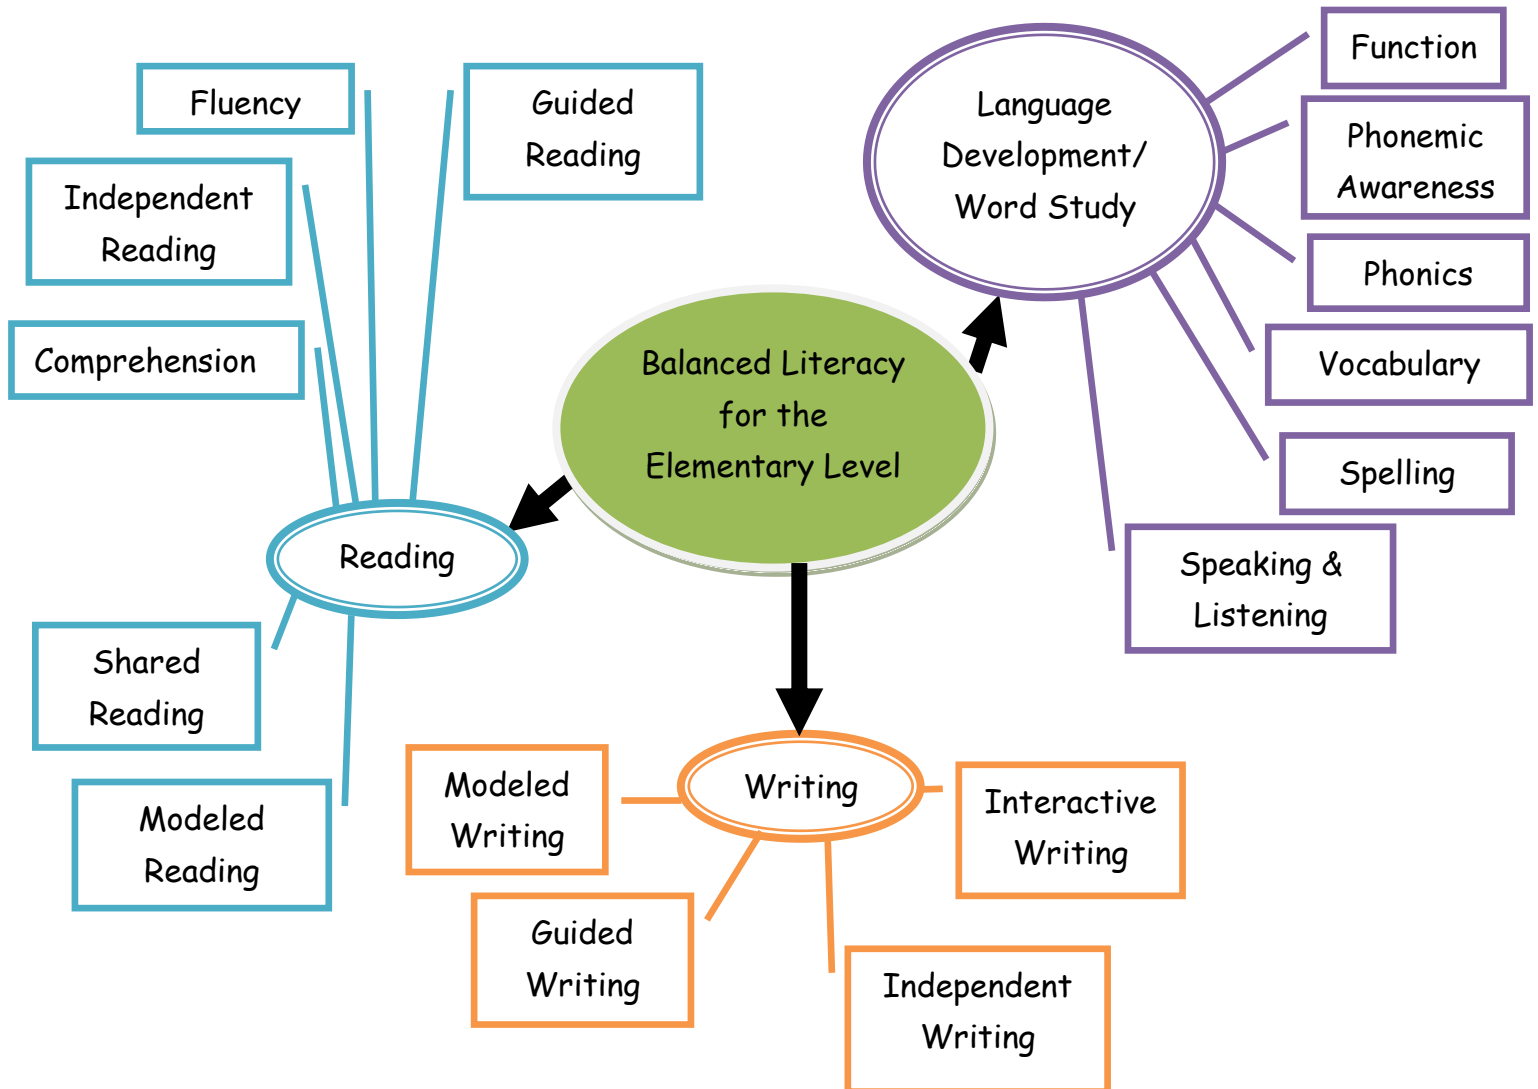 Function
Fluency
Guided
Reading
Language
Development/
Word Study
Phonemic
Awareness
Independent
Reading
Phonics
Comprehension
Balanced Literacy
for the
Elementary Level
Vocabulary
Spelling
Reading
Speaking &
Listening
Shared
Reading
Writing
Modeled
Writing
Interactive
Writing
Modeled
Reading
Guided
Writing
Independent
Writing